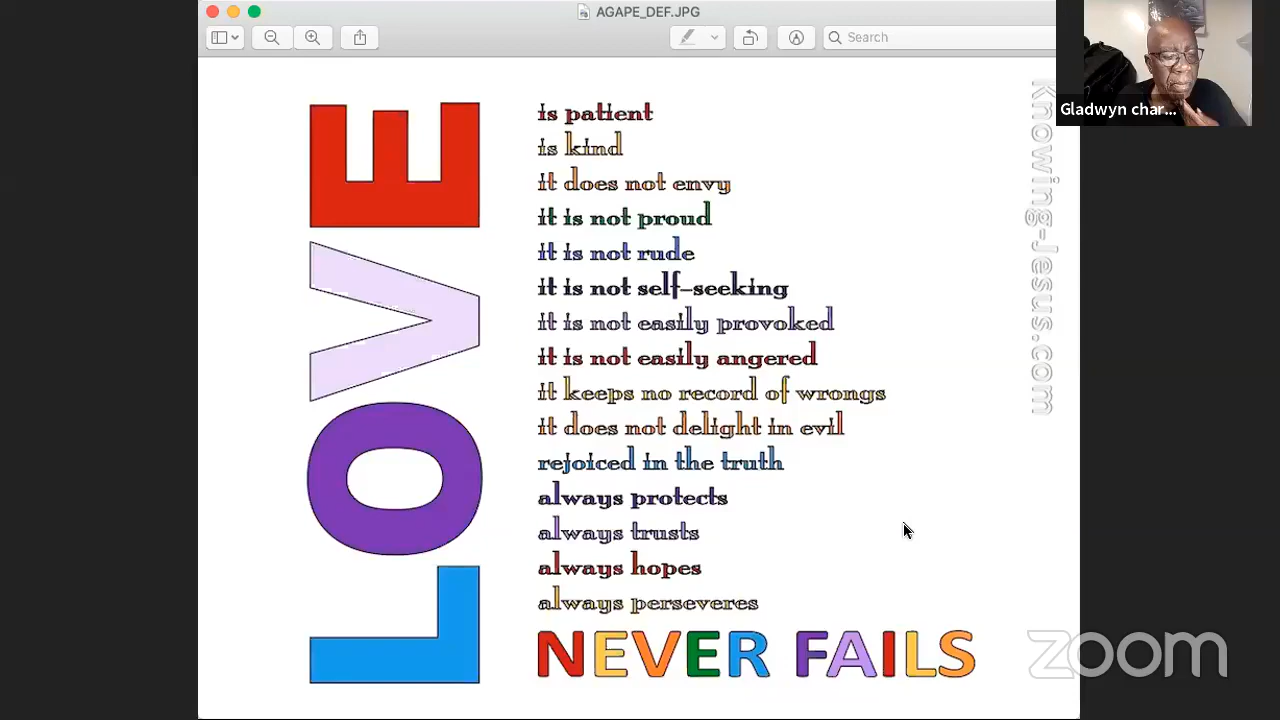 AGAPE_DEF.JPG
Search
Gladwyn char...
LOVE
is patient
is kind
it does not envy
it is not proud
it is not rude
it is not self-seeking
it is not easily provoked
it is not easily angered
it keeps no record of wrongs
it does not delight in evil
rejoiced in the truth
always protects
always trusts
always hopes
always perseveres
NEVER FAILS
Knowing-Jesus.com
zoom